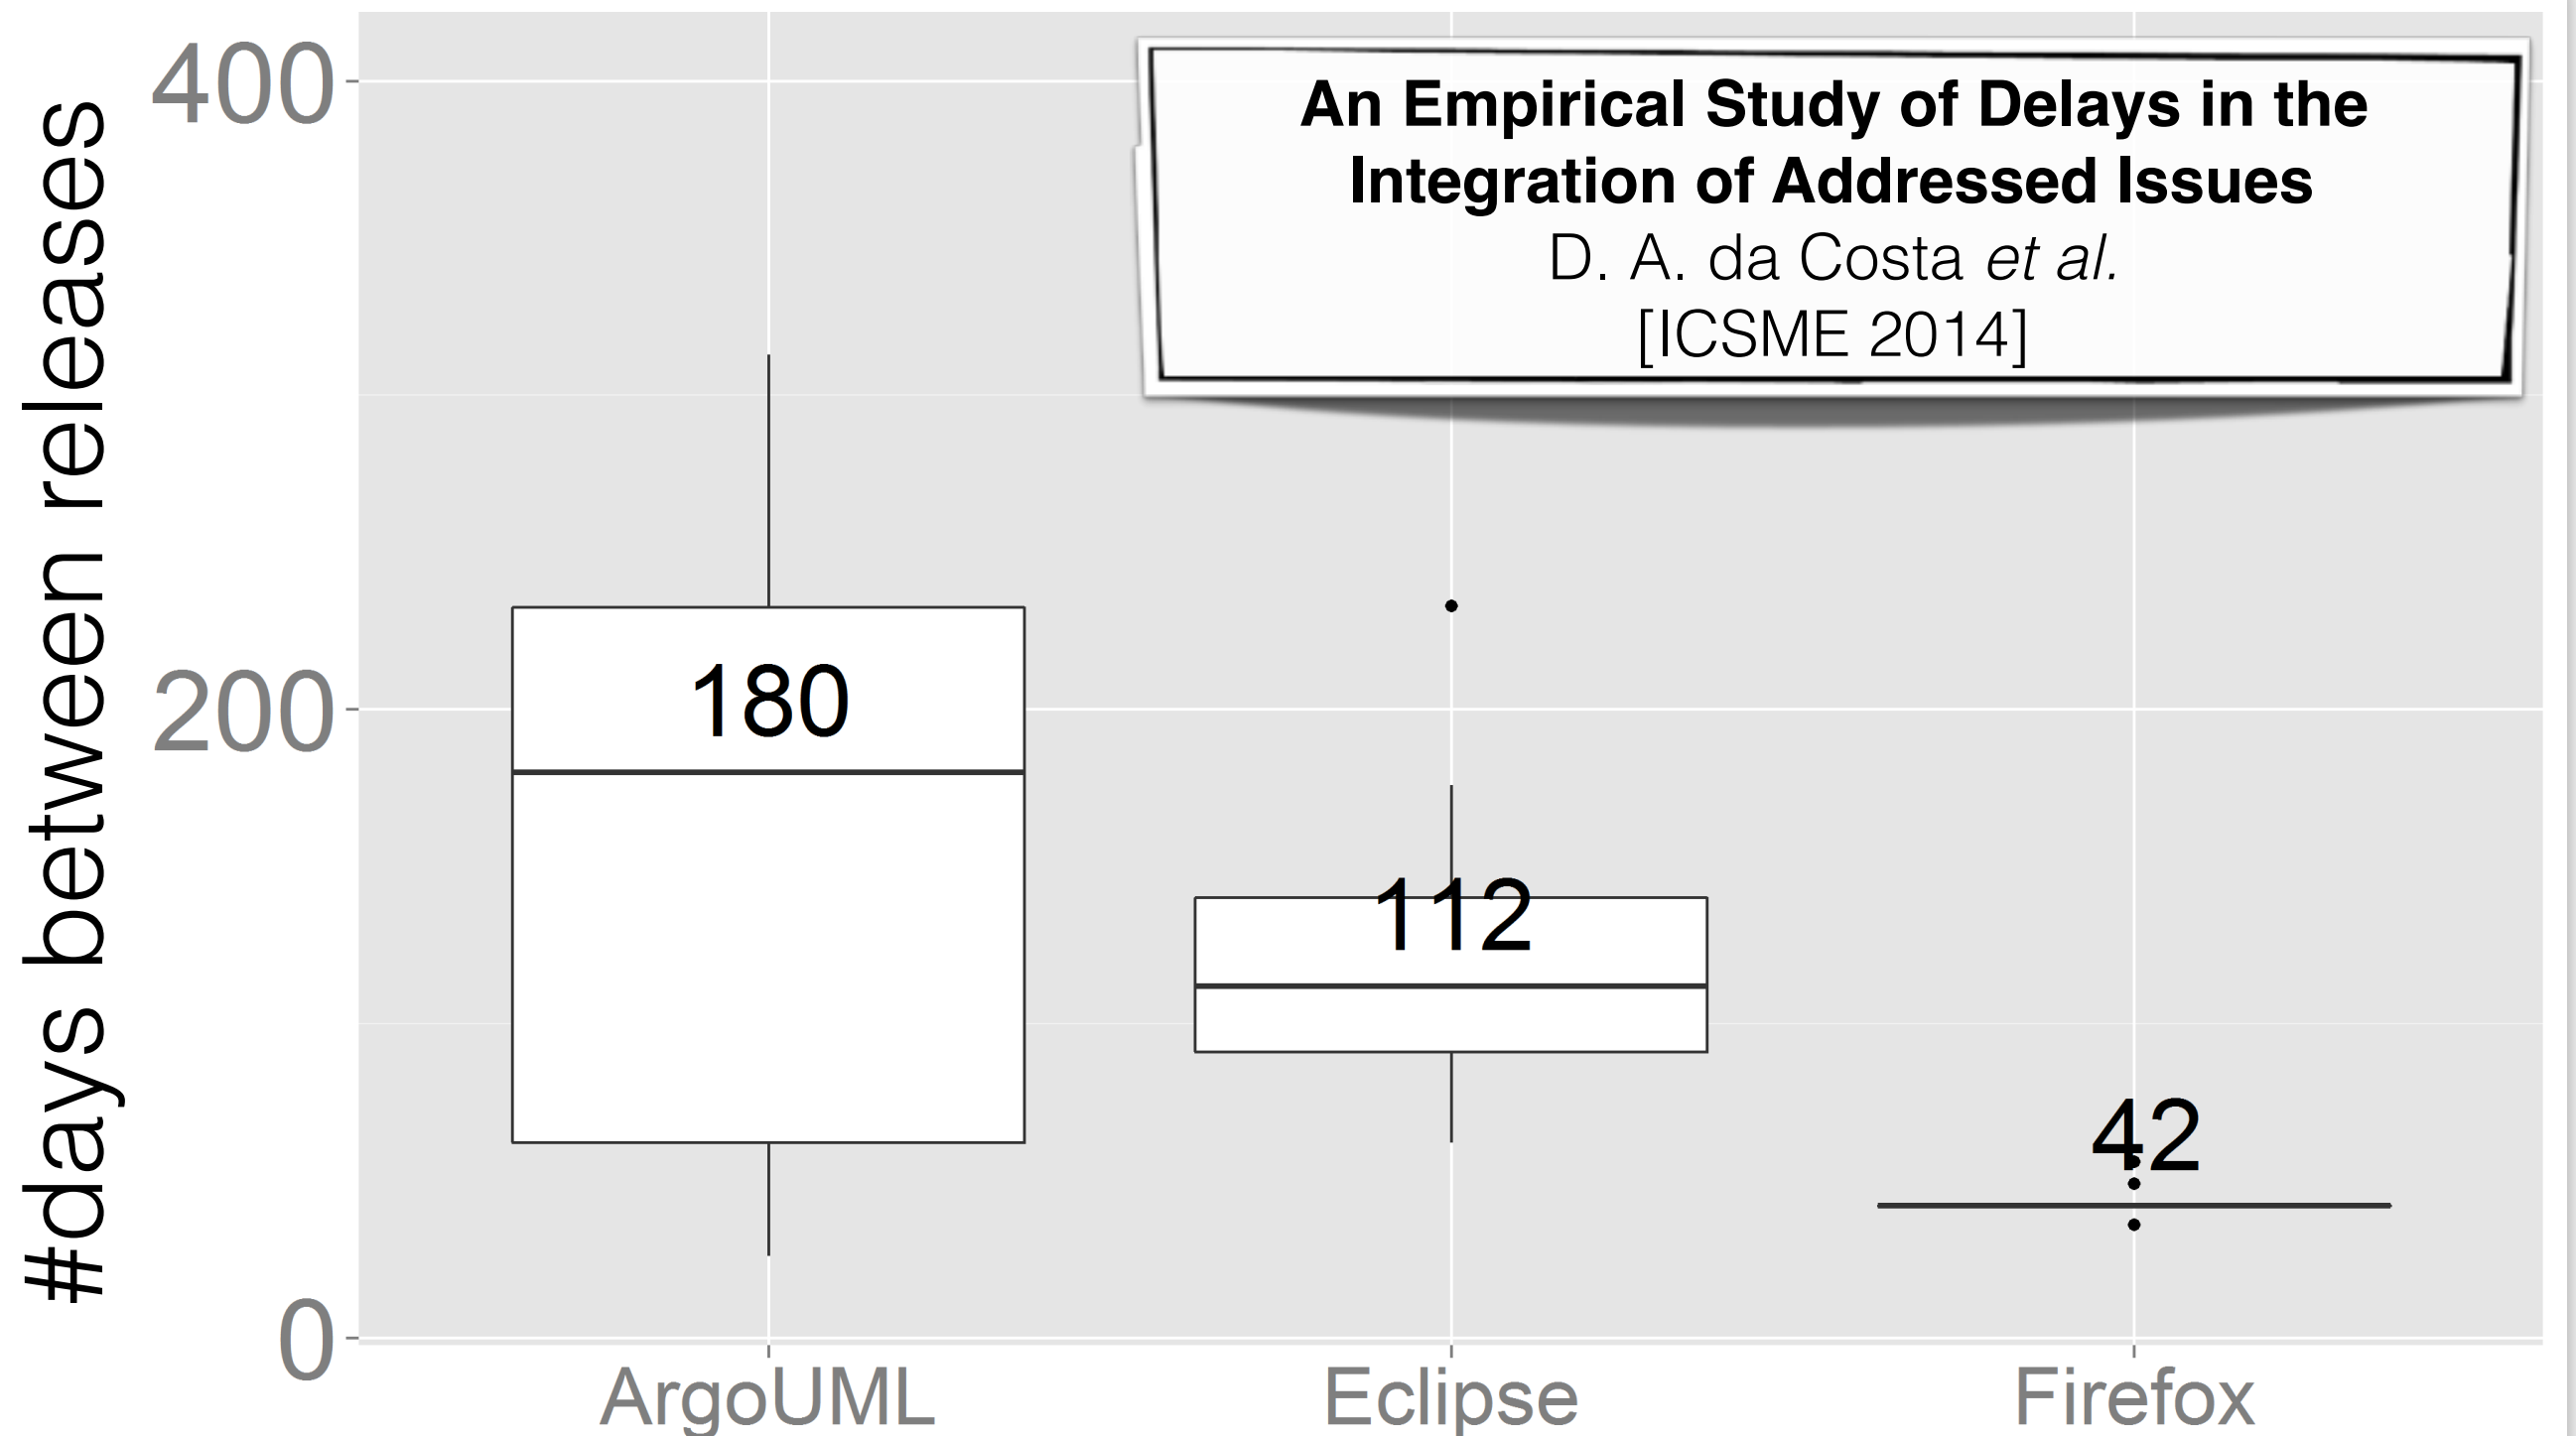 #days between releases
400
200
0
An Empirical Study of Delays in the
Integration of Addressed Issues
D. A. da Costa et al.
[ICSME 2014]
180
112
42
ArgoUML
Eclipse
Firefox